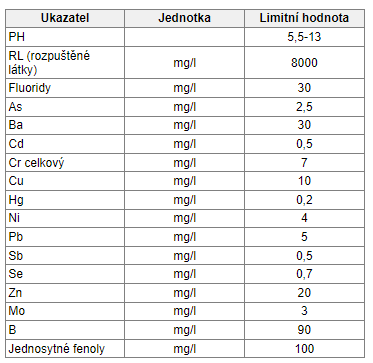 Ukazatel Jednotka Limitní hodnota
PH 5,5-13
RL (rozpuštěné
látky) mg/l 8000
Fluoridy mg/l 30
As mg/l 2,5
Ba mg/l 30
Cd mg/l 0,5
Cr celkový mg/l 7
Cu mg/l 10
Hg mg/l 0,2
Ni mg/l 4
Pb mg/l 5
Sb mg/l 0,5
Se mg/l 0,7
Zn mg/l 20
Mo mg/l 3
B mg/l 90
Jednosytné fenoly mg/l 100